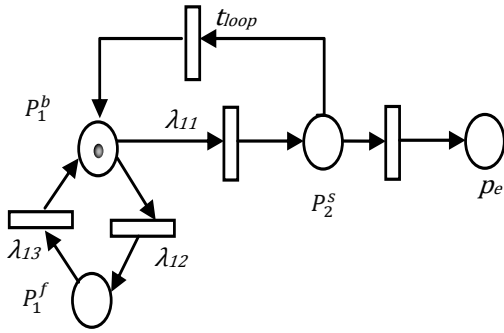 t_loop
P_1^b
λ_11
P_2^s
p_e
λ_13
λ_12
P_1^f